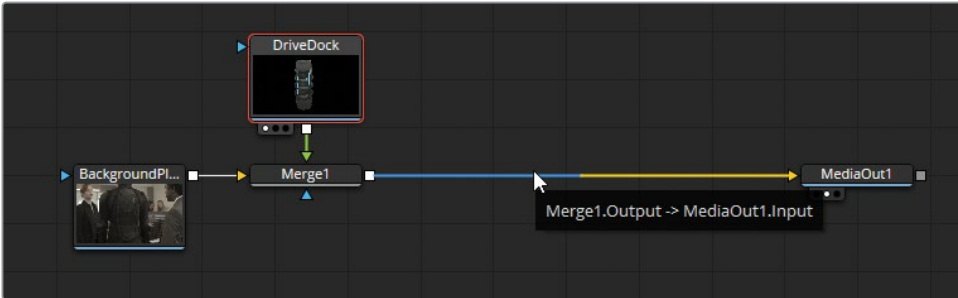 DriveDock
BackgroundPl...
Merge1
MediaOut1
Merge1.Output -> MediaOut1.Input